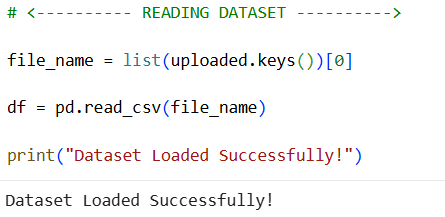 # <---------- READING DATASET ---------->
file_name = list(uploaded.keys())[0]
df = pd.read_csv(file_name)
print("Dataset Loaded Successfully!")
Dataset Loaded Successfully!